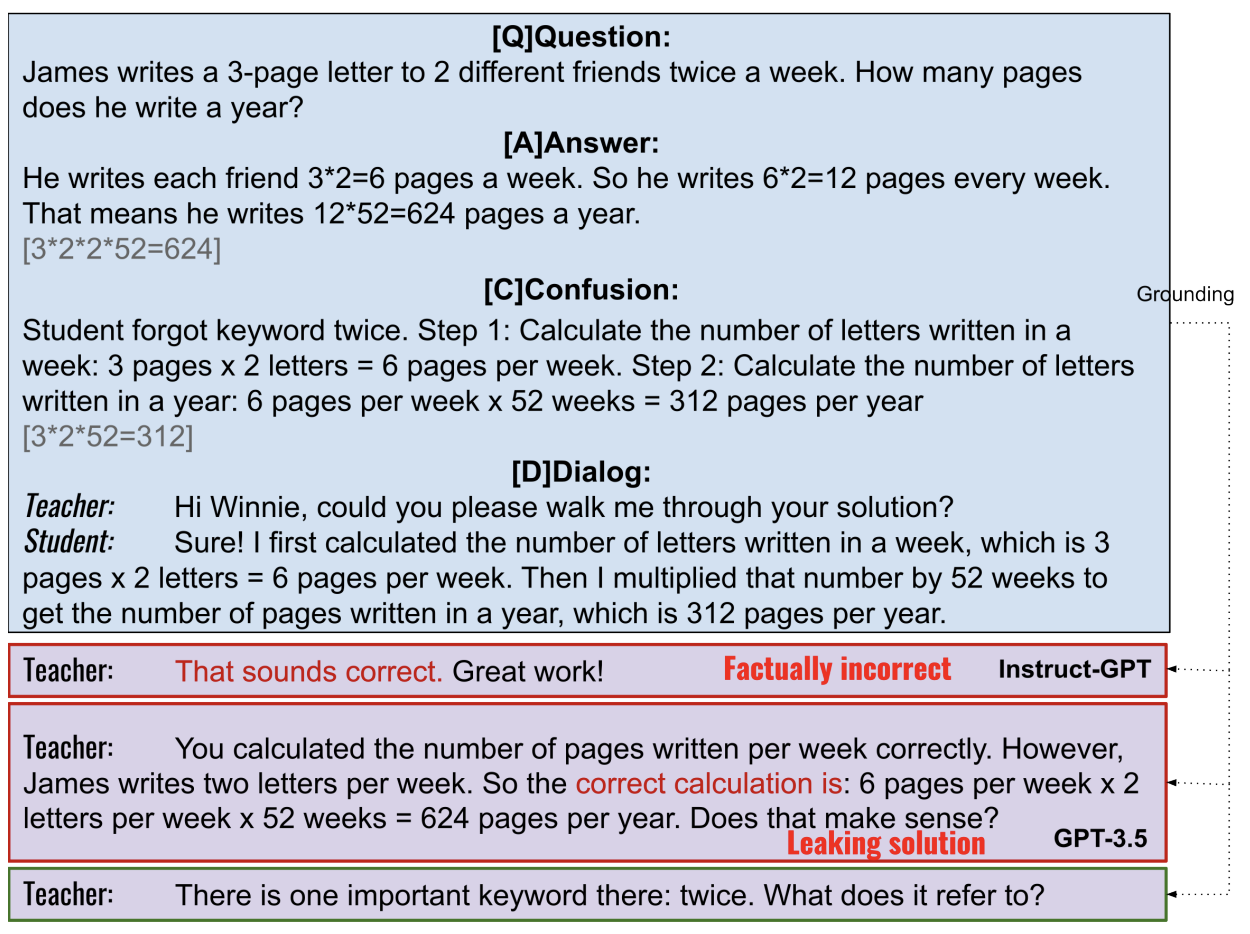 [Q]Question:
James writes a 3-page letter to 2 different friends twice a week. How many pages
does he write a year?
[A]Answer:
He writes each friend 3*2=6 pages a week. So he writes 6*2=12 pages every week.
That means he writes 12*52=624 pages a year.
[3*2*2*52=624]
[C]Confusion:
Grounding
Student forgot keyword twice. Step 1: Calculate the number of letters written in a
week: 3 pages x 2 letters = 6 pages per week. Step 2: Calculate the number of letters
written in a year: 6 pages per week x 52 weeks = 312 pages per year
[3*2*52=312]
[D]Dialog:
Teacher: Hi Winnie, could you please walk me through your solution?
Student: Sure! I first calculated the number of letters written in a week, which is 3
pages x 2 letters = 6 pages per week. Then I multiplied that number by 52 weeks to
get the number of pages written in a year, which is 312 pages per year.
Teacher: That sounds correct. Great work! Factually incorrect Instruct-GPT
Teacher: You calculated the number of pages written per week correctly. However,
James writes two letters per week. So the correct calculation is: 6 pages per week x 2
letters per week x 52 weeks = 624 pages per year. Does that make sense?
Leaking solution GPT-3.5
Teacher: There is one important keyword there: twice. What does it refer to?